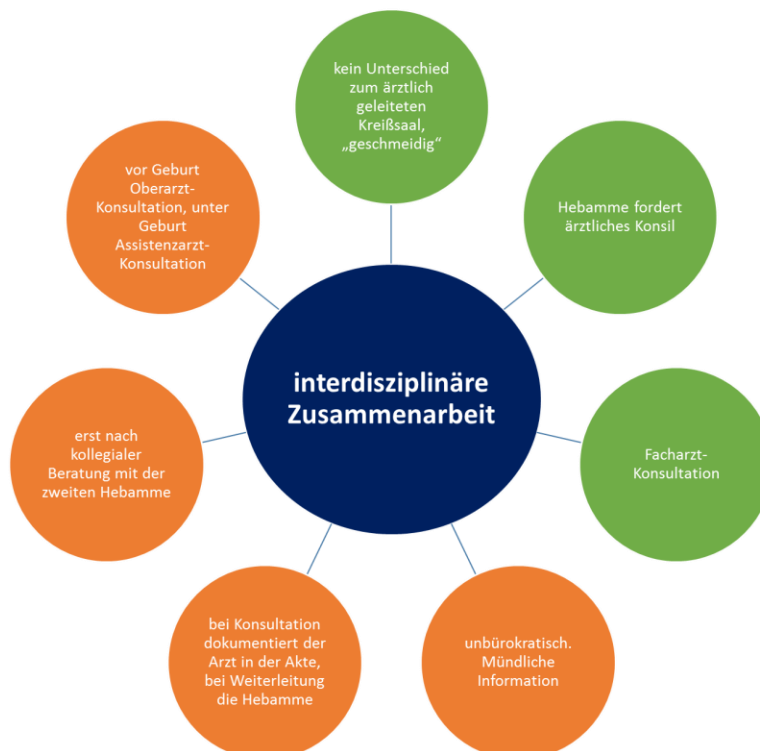 kein Unterschied
zum ärztlich
geleiteten
Kreißsaal,
„geschmeidig“
Hebamme fordert
ärztliches Konsil
Facharzt-
Konsultation
unbürokratisch.
Mündliche
Information
bei Konsultation
dokumentiert der
Arzt in der Akte,
bei Weiterleitung
die Hebamme
erst nach
kollegialer
Beratung mit der
zweiten Hebamme
vor Geburt
Oberarzt-
Konsultation, unter
Geburt
Assistenzarzt-
Konsultation
interdisziplinäre
Zusammenarbeit